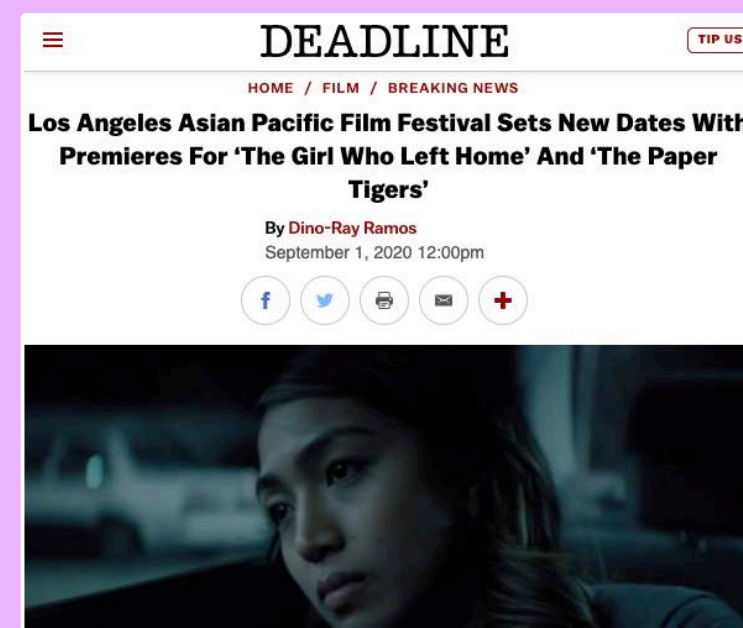 DEADLINE
TIP US
HOME / FILM / BREAKING NEWS
Los Angeles Asian Pacific Film Festival Sets New Dates With
Premieres For ‘The Girl Who Left Home’ And ‘The Paper
Tigers’
By Dino-Ray Ramos
September 1, 2020 12:00pm